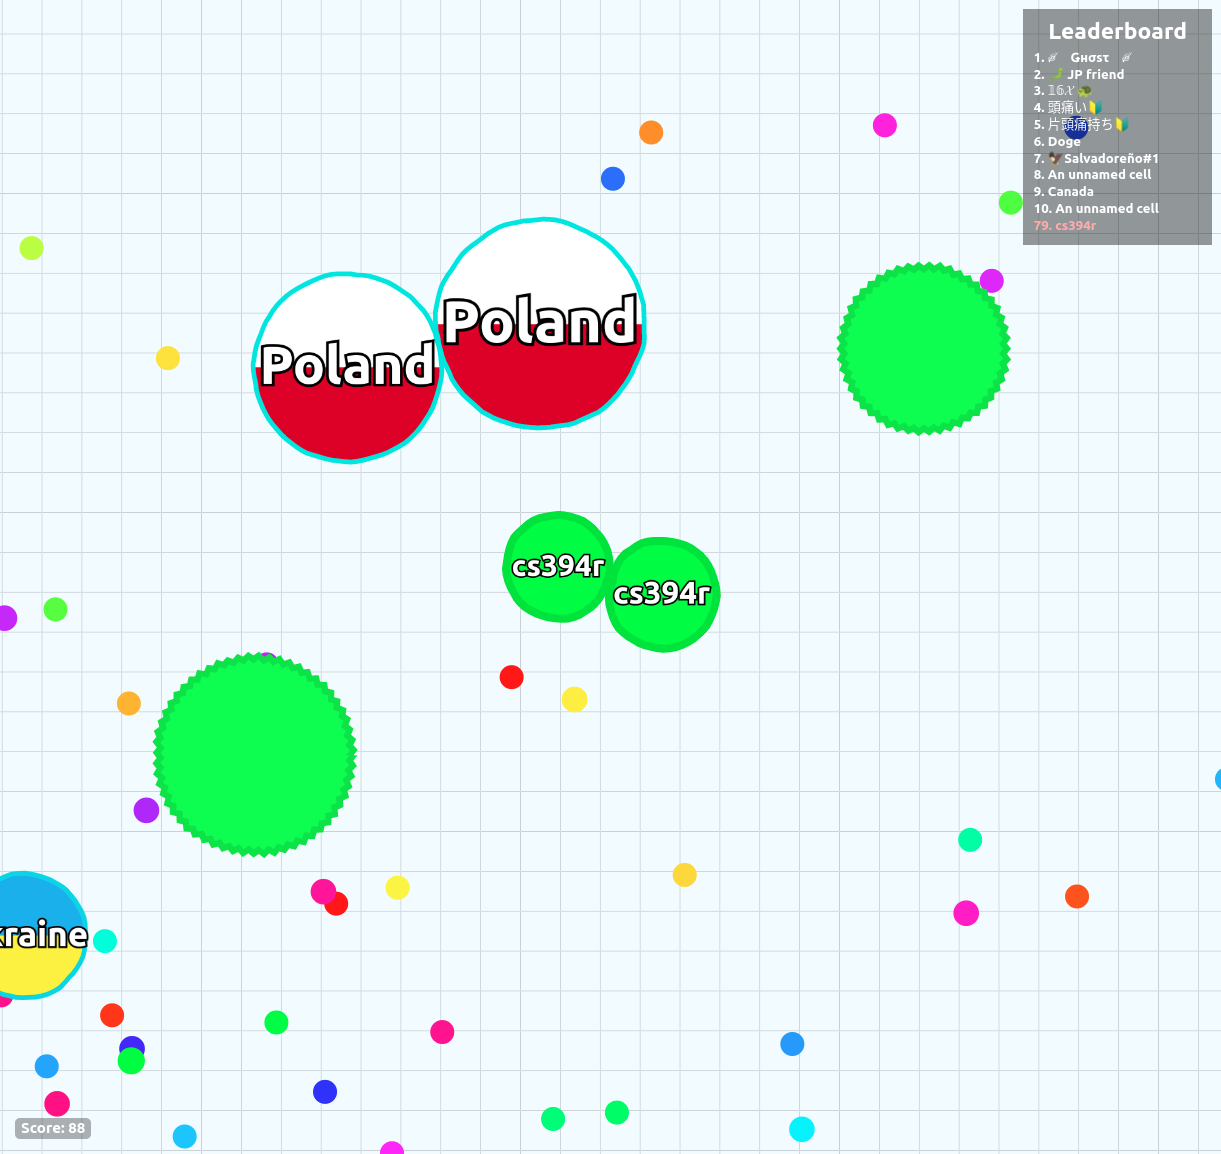 Leaderboard
1. Gнσsτ
2. JP friend
3. 𝟙𝟞.𝒳
4. 頭痛い🔰
5. 片頭痛持ち🔰
6. Doge
7. 🦅Salvadoreño#1
8. An unnamed cell
9. Canada
10. An unnamed cell
79. cs394r
Poland
Poland
cs394r
cs394r
kraine
Score: 88